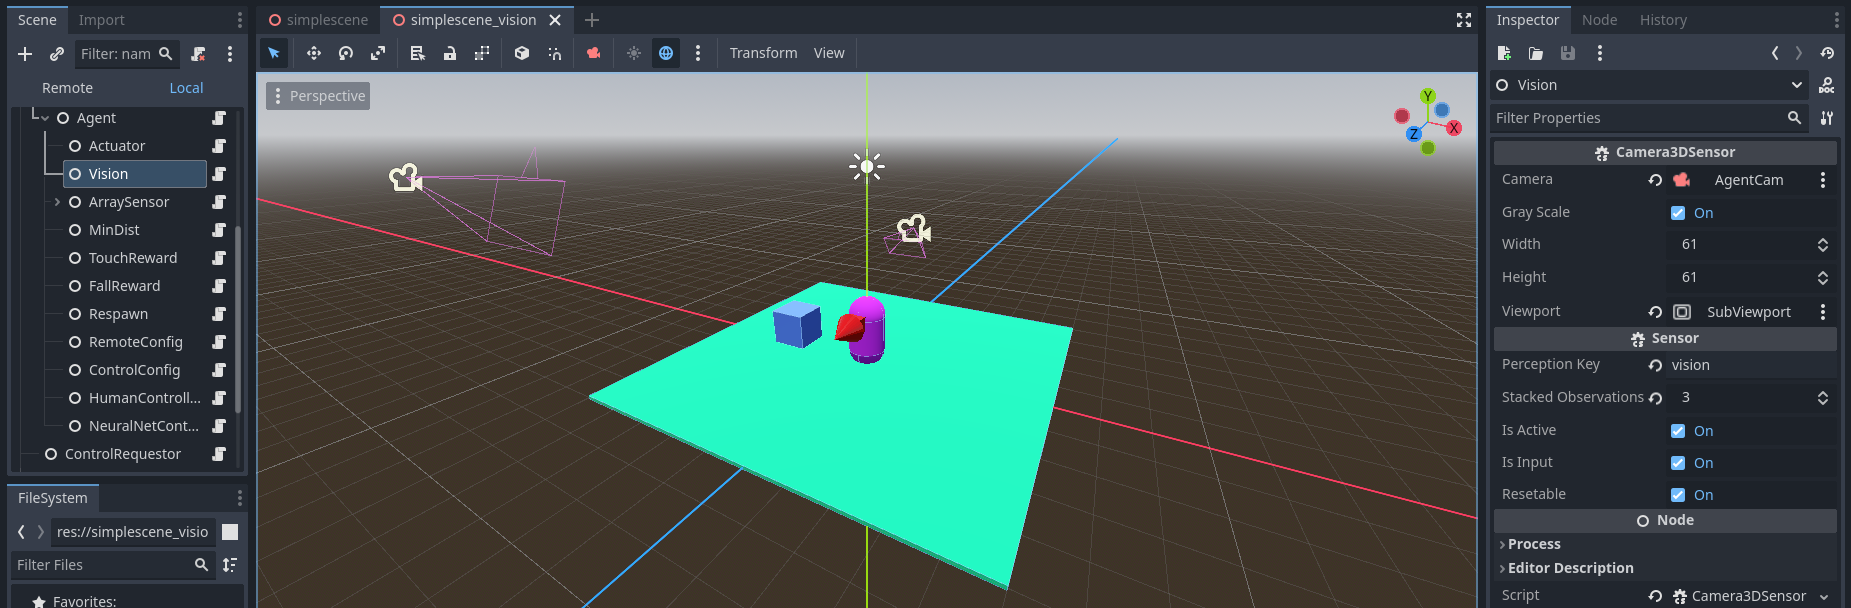 Scene Import
Filter: nam
Remote Local
Agent
Actuator
Vision
ArraySensor
MinDist
TouchReward
FallReward
Respawn
RemoteConfig
ControlConfig
HumanControll...
NeuralNetCont...
ControlRequestor
FileSystem
res://simplescene_visio
Filter Files
Favorites:
simplescene simplescene_vision
Transform View
Perspective
Y
X
Z
Inspector Node History
Vision
DOC
Filter Properties
Camera3DSensor
Camera AgentCam
Gray Scale On
Width 61
Height 61
Viewport SubViewport
Sensor
Perception Key vision
Stacked Observations 3
Is Active On
Is Input On
Resetable On
Node
Process
Editor Description
Script Camera3DSensor